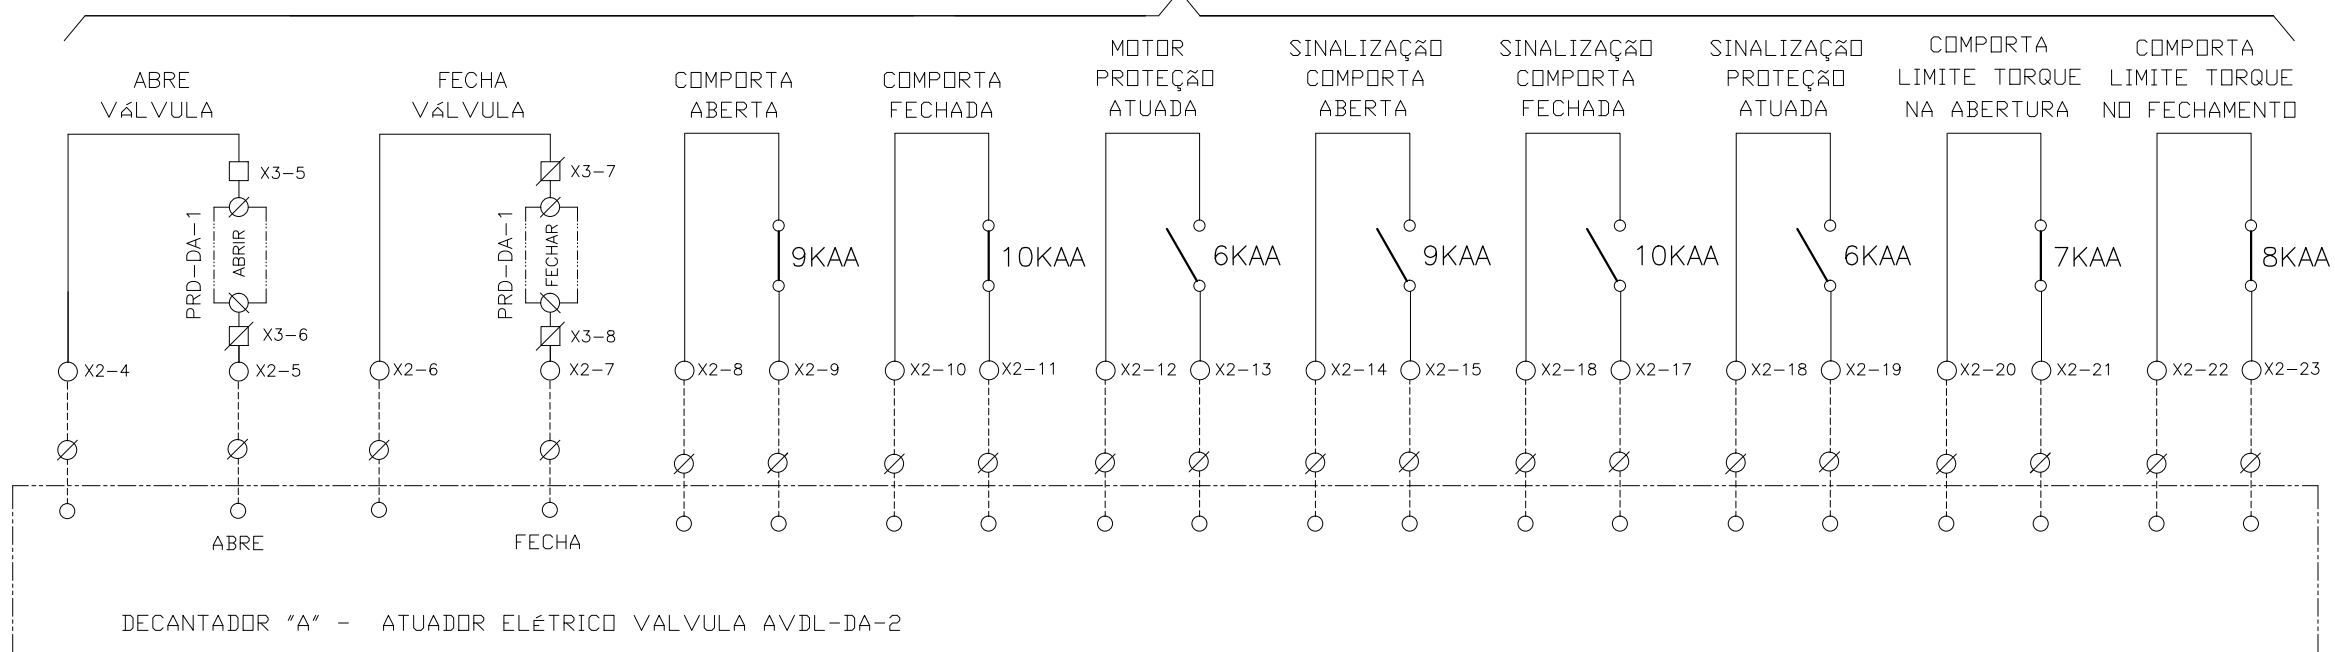 ABRE
VáLVULA
FECHA
VáLVULA
COMPORTA
ABERTA
COMPORTA
FECHADA
MOTOR
PROTEÇãO
ATUADA
SINALIZAÇãO
COMPORTA
ABERTA
SINALIZAÇãO
COMPORTA
FECHADA
SINALIZAÇãO
PROTEÇãO
ATUADA
COMPORTA
LIMITE TORQUE
NA ABERTURA
COMPORTA
LIMITE TORQUE
NO FECHAMENTO
X3-5
X3-7
PRD-DA-1
ABRIR
PRD-DA-1
FECHAR
9KAA
10KAA
6KAA
9KAA
10KAA
6KAA
7KAA
8KAA
X3-6
X3-8
X2-4
X2-5
X2-6
X2-7
X2-8
X2-9
X2-10
X2-11
X2-12
X2-13
X2-14
X2-15
X2-18
X2-17
X2-18
X2-19
X2-20
X2-21
X2-22
X2-23
ABRE
FECHA
DECANTADOR "A" - ATUADOR ELéTRICO VALVULA AVDL-DA-2